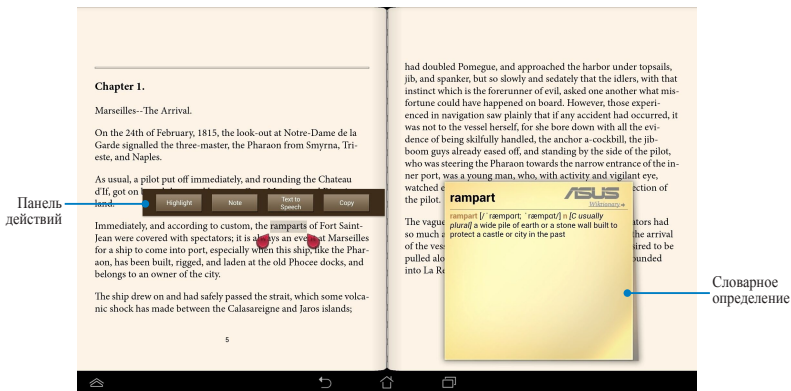 Chapter 1.
Marseilles--The Arrival.
On the 24th of February, 1815, the look-out at Notre-Dame de la
Garde signalled the three-master, the Pharaon from Smyrna, Tri-
este, and Naples.
As usual, a pilot put off immediately, and rounding the Chateau
d'If, got on
land.
Highlight
Note
Text to
Speech
Copy
Immediately, and according to custom, the ramparts of Fort Saint-
Jean were covered with spectators; it is always an event at Marseilles
for a ship to come into port, especially when this ship, like the Phar-
aon, has been built, rigged, and laden at the old Phocee docks, and
belongs to an owner of the city.
The ship drew on and had safely passed the strait, which some volca-
nic shock has made between the Calasareigne and Jaros islands;
5
had doubled Pomegue, and approached the harbor under topsails,
jib, and spanker, but so slowly and sedately that the idlers, with that
instinct which is the forerunner of evil, asked one another what mis-
fortune could have happened on board. However, those experi-
enced in navigation saw plainly that if any accident had occurred, it
was not to the vessel herself, for she bore down with all the evi-
dence of being skilfully handled, the anchor a-cockbill, the jib-
boom guys already eased off, and standing by the side of the pilot,
who was steering the Pharaon towards the narrow entrance of the in-
ner port, was a young man, who, with activity and vigilant eye,
watched
the pilot.
The vague
so much a
of the vess
pulled alo
into La Re
rampart
ASUS
Wiktionary
rampart [/ˈræmport; ˈræmpət/] n [C usually
plural] a wide pile of earth or a stone wall built to
protect a castle or city in the past
ection of
ators had
the arrival
sired to be
ounded
Панель
действий
Словарное
определение